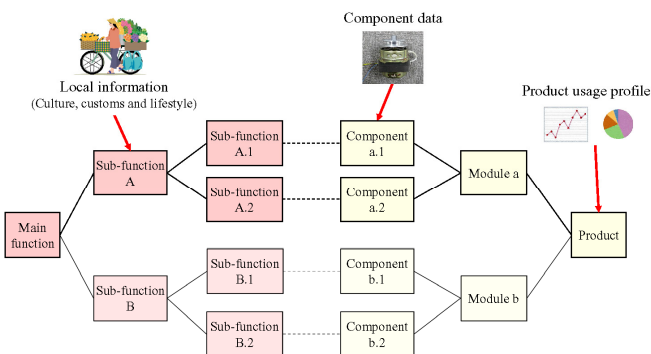 Component data
Local information
(Culture, customs and lifestyle)
Product usage profile
Sub-function
A
Sub-function
A.1
Component
a.1
Sub-function
A.2
Component
a.2
Module a
Main
function
Product
Sub-function
B
Sub-function
B.1
Component
b.1
Module b
Sub-function
B.2
Component
b.2